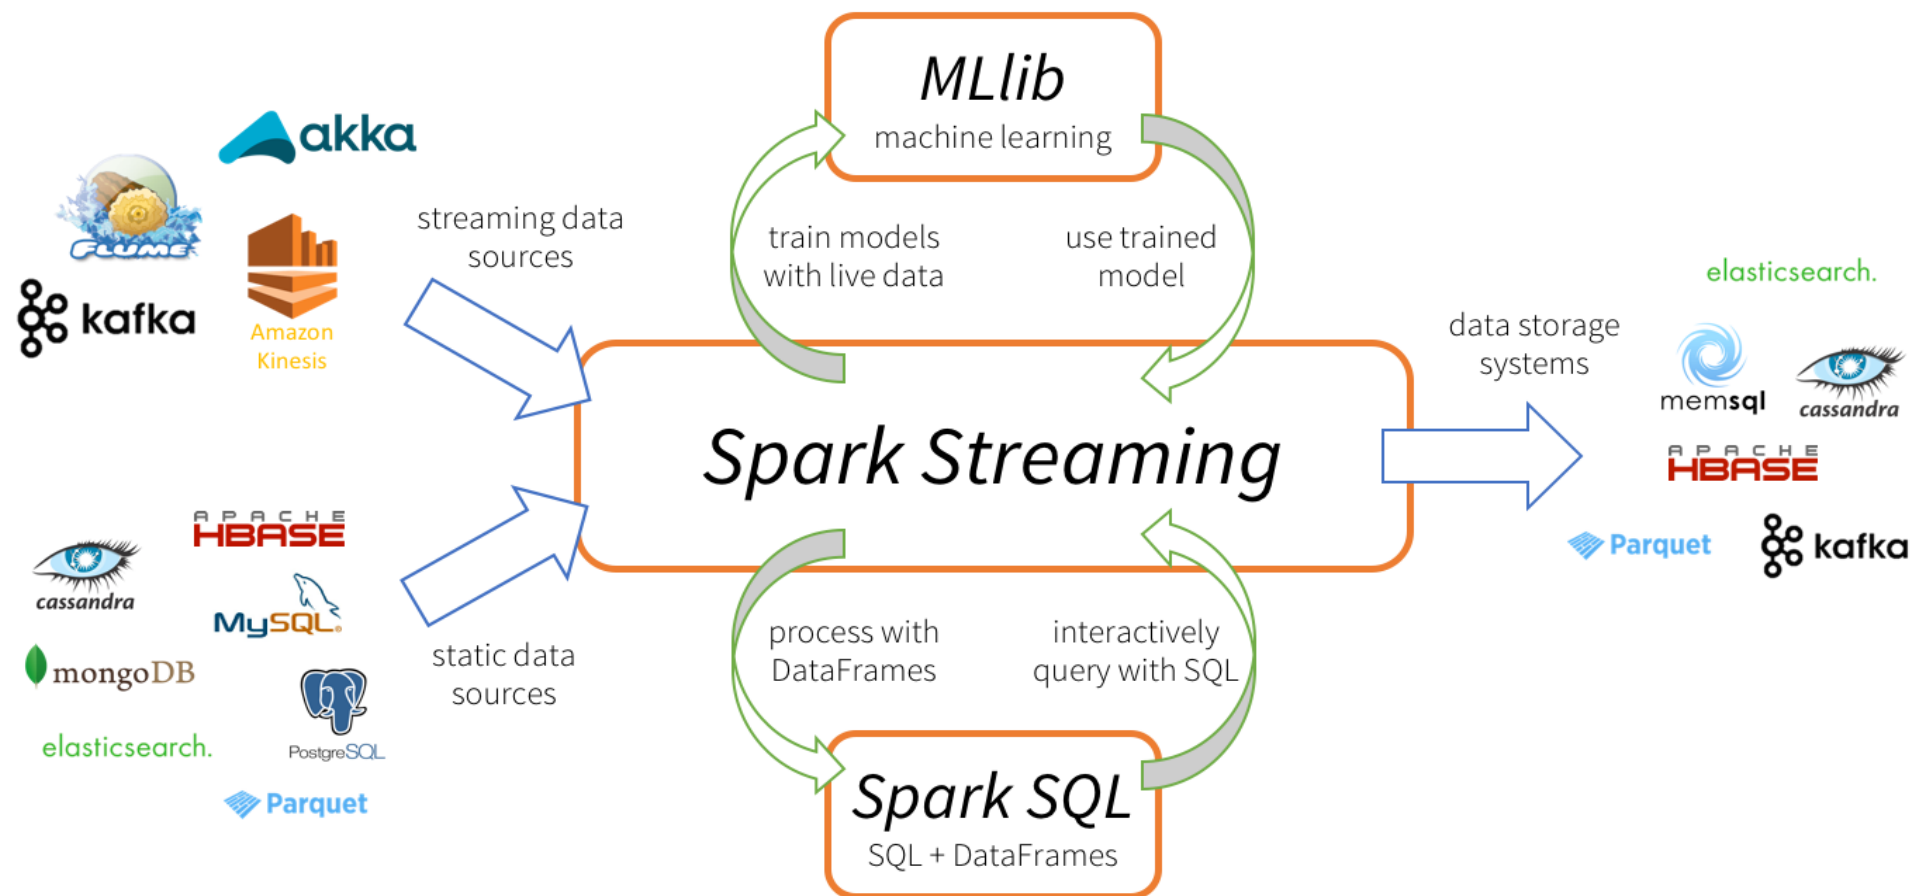 MLlib
machine learning
akka
FLUME
kafka
Amazon
Kinesis
streaming data
sources
train models
with live data
use trained
model
elasticsearch.
data storage
systems
memsql
cassandra
APACHE
HBASE
Parquet
kafka
Spark Streaming
APACHE
HBASE
cassandra
MySQL®
mongoDB
PostgreSQL
elasticsearch.
Parquet
static data
sources
process with
DataFrames
interactively
query with SQL
Spark SQL
SQL + DataFrames